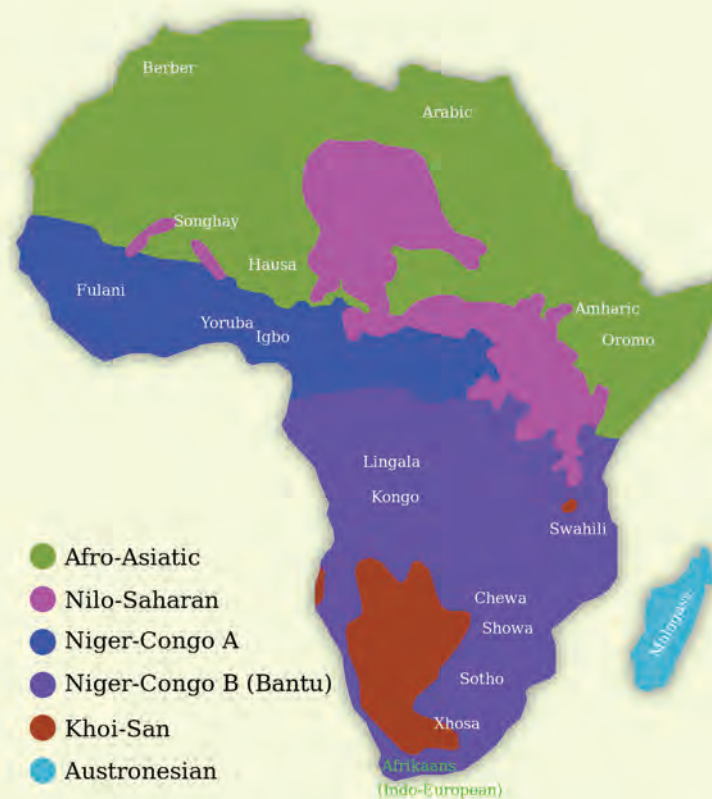 Berber
Arabic
Songhay
Hausa
Fulani
Yoruba
Igbo
Amharic
Oromo
Lingala
Kongo
Swahili
Chewa
Showa
Sotho
Xhosa
Malagasy
Afrikaans
(Indo-European)
Afro-Asiatic
Nilo-Saharan
Niger-Congo A
Niger-Congo B (Bantu)
Khoi-San
Austronesian